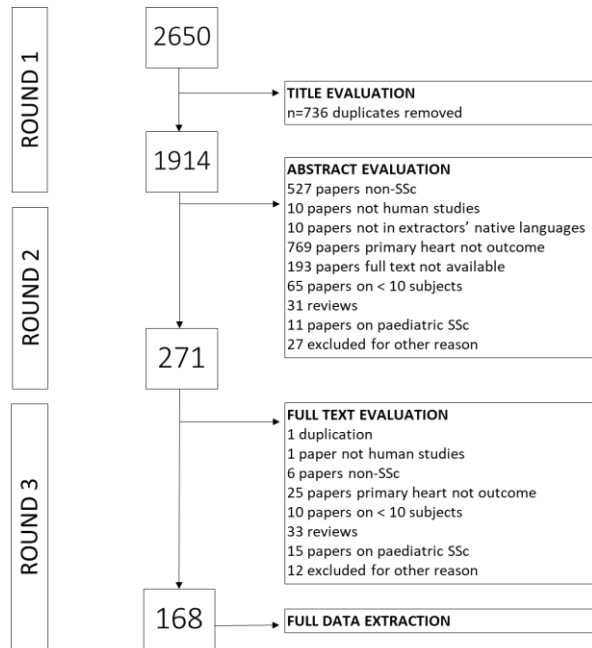 ROUND 1
2650
TITLE EVALUATION
n=736 duplicates removed
1914
ABSTRACT EVALUATION
527 papers non-SSc
10 papers not human studies
10 papers not in extractors' native languages
769 papers primary heart not outcome
193 papers full text not available
65 papers on < 10 subjects
31 reviews
11 papers on paediatric SSc
27 excluded for other reason
ROUND 2
271
FULL TEXT EVALUATION
1 duplication
1 paper not human studies
6 papers non-SSc
25 papers primary heart not outcome
10 papers on < 10 subjects
33 reviews
15 papers on paediatric SSc
12 excluded for other reason
ROUND 3
168
FULL DATA EXTRACTION